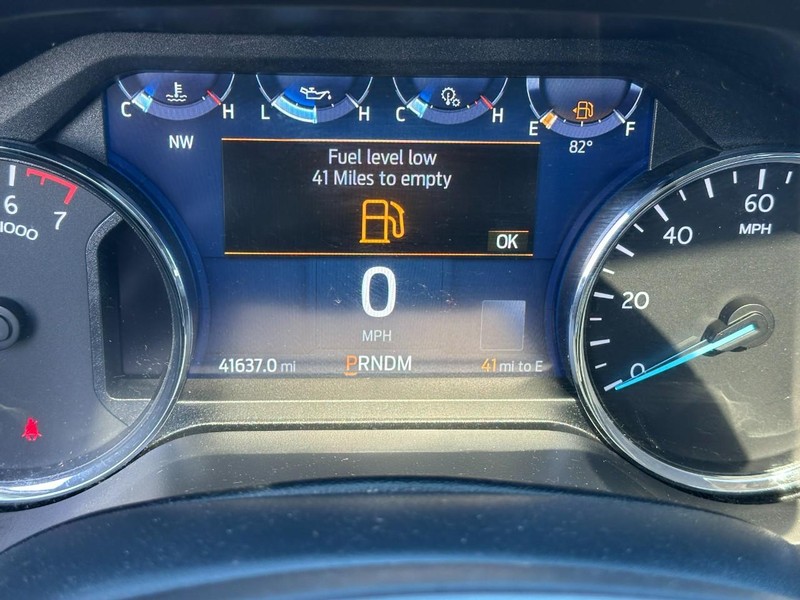 C H
L H
C H
E F
NW
82°
Fuel level low
41 Miles to empty
OK
0
MPH
41637.0 mi
PRNDM
41 mi to E
6
7
1000
60
MPH
40
20
0